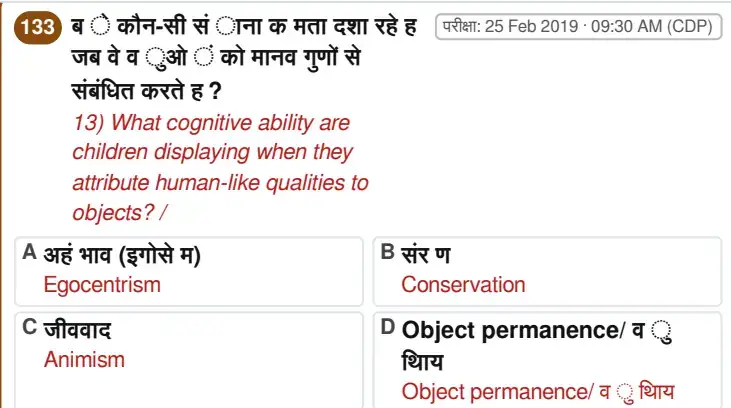 133 ब े कौन-सी सं ाना क मता दशा रहे ह
परीक्षा: 25 Feb 2019 · 09:30 AM (CDP)
जब वे व ुओ ं को मानव गुणों से
संबंधित करते ह ?
13) What cognitive ability are
children displaying when they
attribute human-like qualities to
objects? /
A अहं भाव (इगोसे म)
Egocentrism
B संर ण
Conservation
C जीववाद
Animism
D Object permanence/ व ु
थािय
Object permanence/ व ु थािय